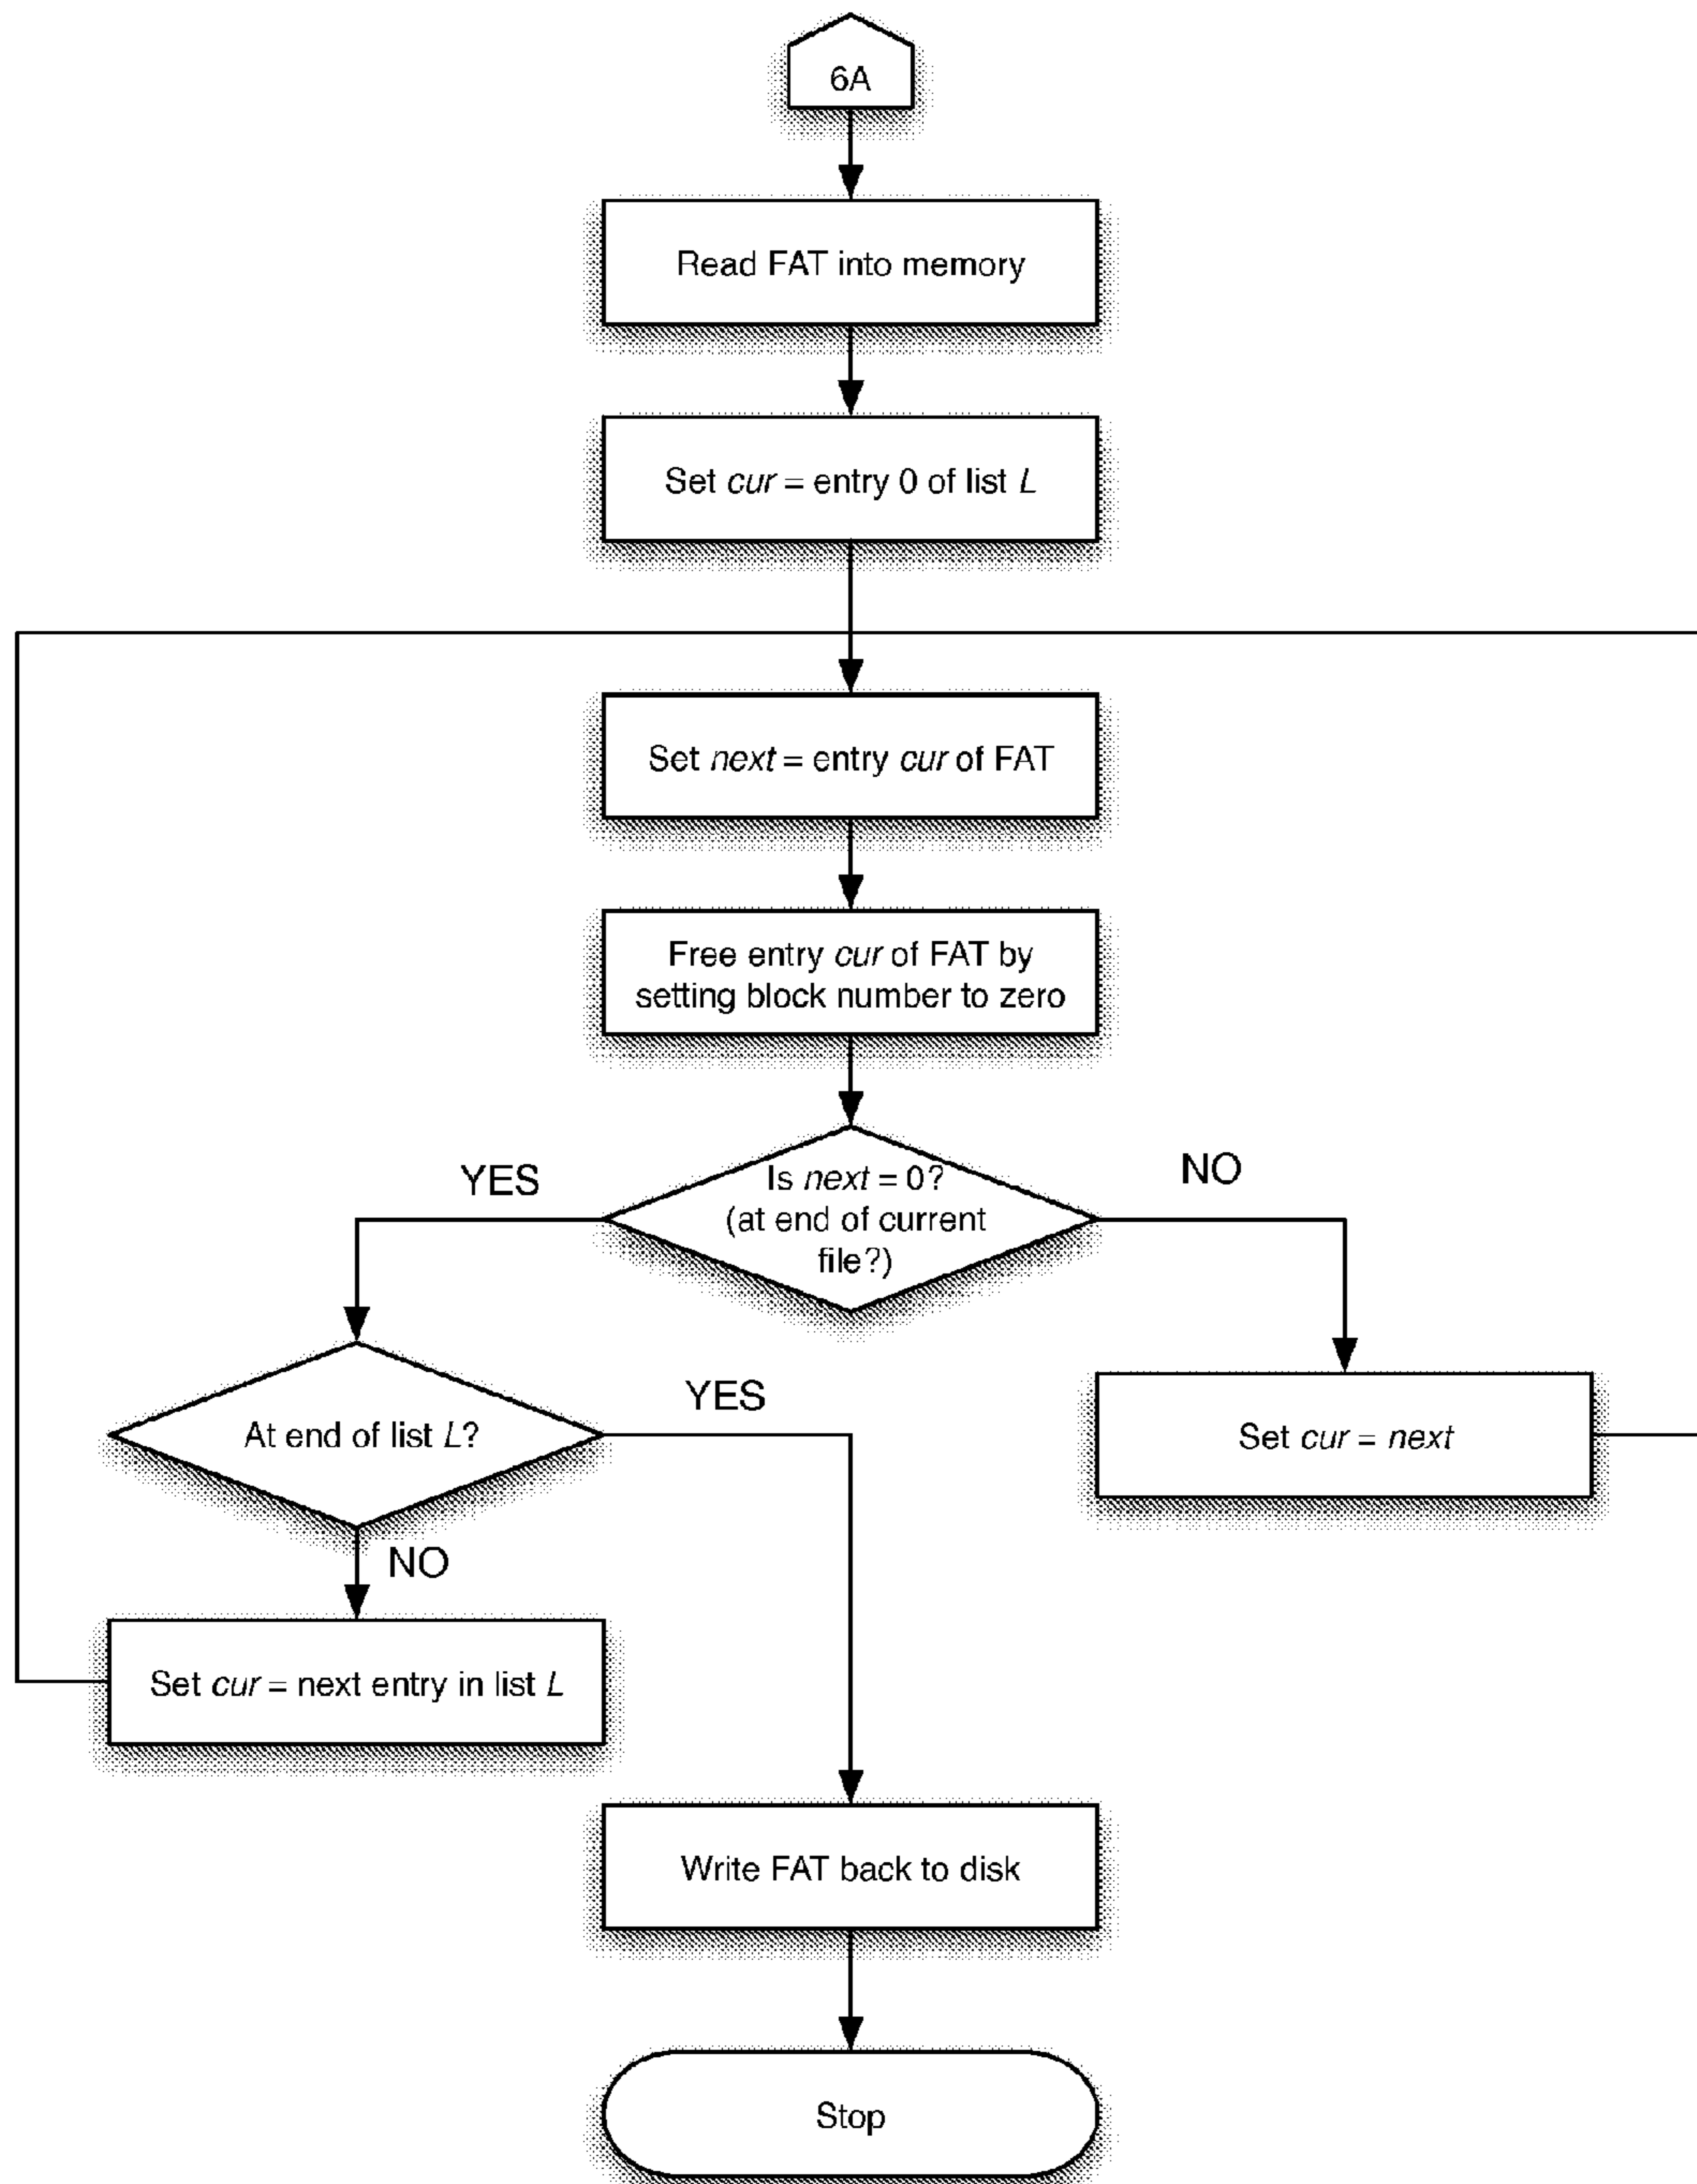 6A
Read FAT into memory
Set cur = entry 0 of list L
Set next = entry cur of FAT
Free entry cur of FAT by
setting block number to zero
YES
NO
Is next = 0?
(at end of current
file?)
At end of list L?
YES
Set cur = next
NO
Set cur = next entry in list L
Write FAT back to disk
Stop